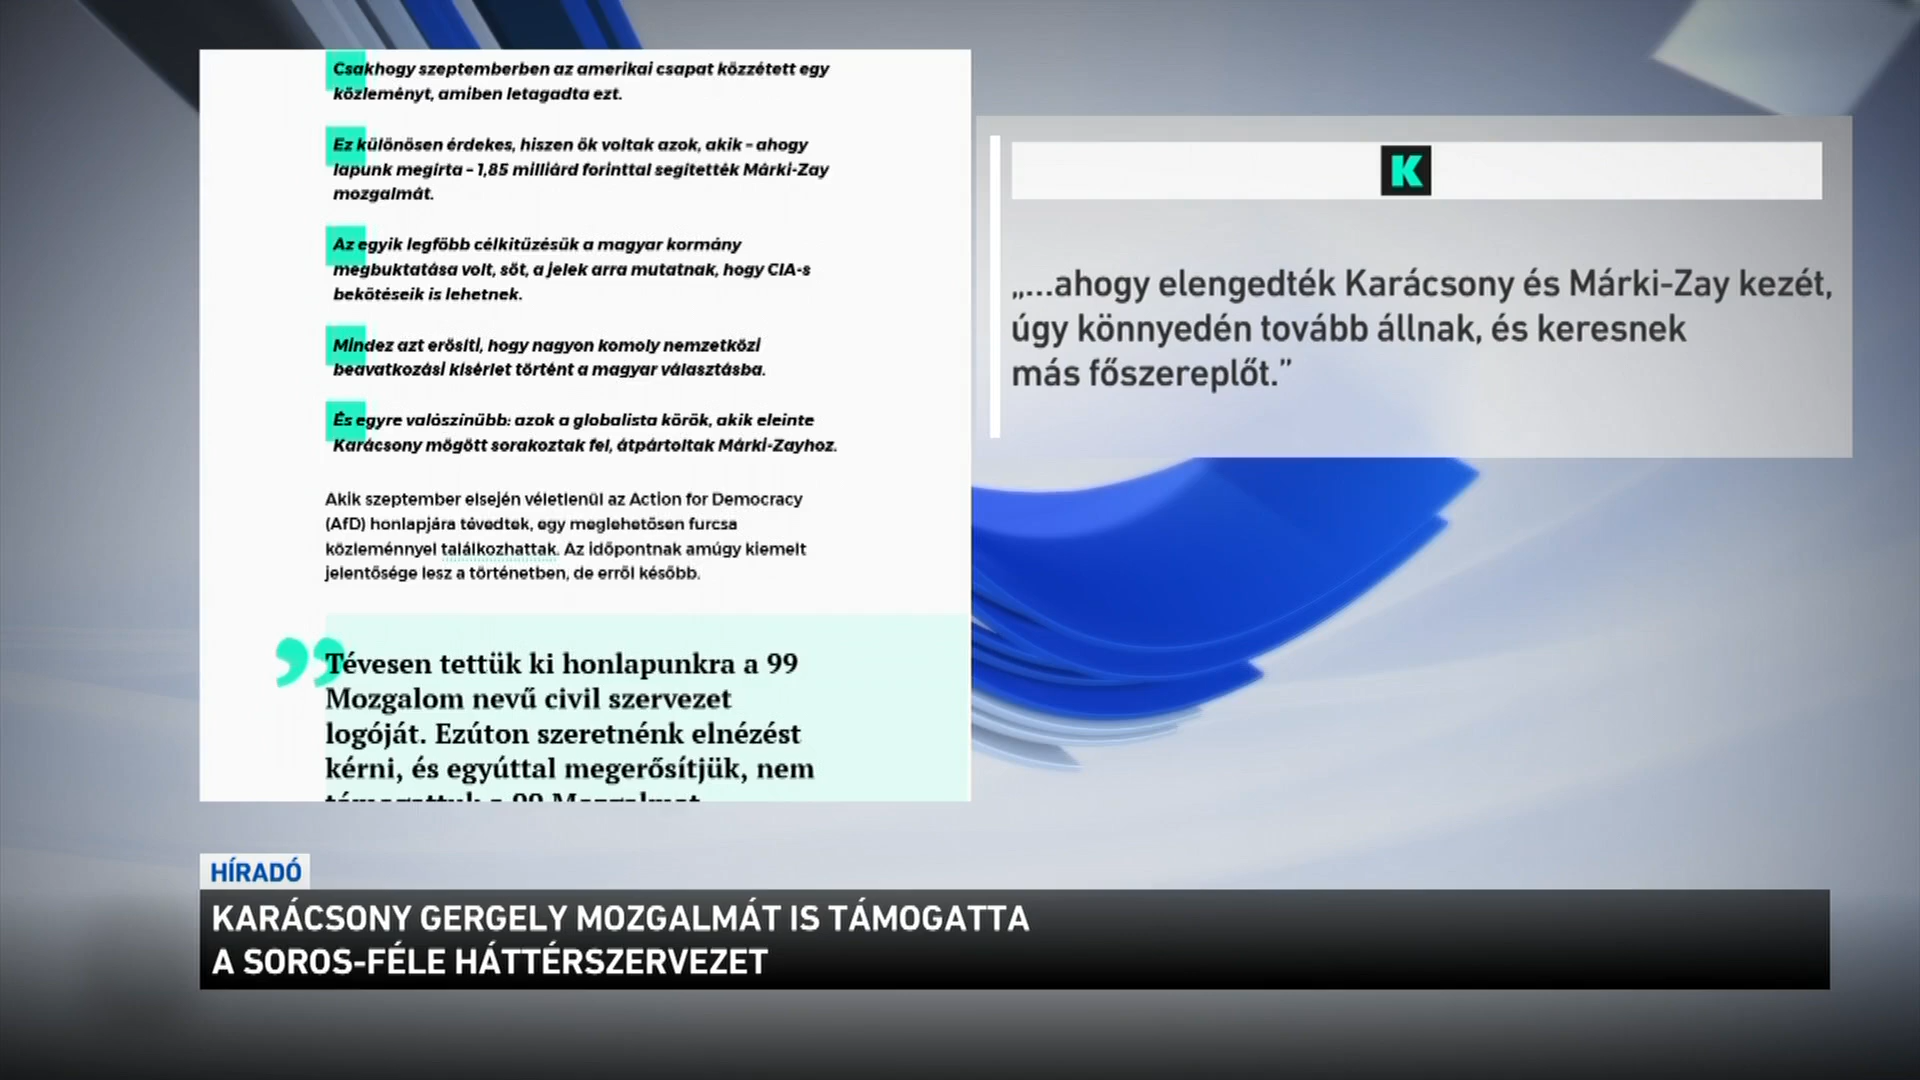 Csakhogy szeptemberben az amerikai csapat közzétett egy
közleményt, amiben letagadta ezt.
Ez különösen érdekes, hiszen ők voltak azok, akik – ahogy
lapunk megírta – 1,85 milliárd forinttal segítették Márki-Zay
mozgalmát.
Az egyik legfőbb célkitűzésük a magyar kormány
megbuktatása volt, sőt, a jelek arra mutatnak, hogy CIA-s
bekötéseik is lehetnek.
Mindez azt erősíti, hogy nagyon komoly nemzetközi
beavatkozási kísérlet történt a magyar választásba.
És egyre valószínűbb: azok a globalista körök, akik eleinte
Karácsony mögött sorakoztak fel, átpártoltak Márki-Zayhoz.
Akik szeptember elsején véletlenül az Action for Democracy
(AfD) honlapjára tévedtek, egy meglehetősen furcsa
közleménnyel találkozhattak. Az időpontnak amúgy kiemelt
jelentősége lesz a történetben, de erről később.
”Tévesen tettük ki honlapunkra a 99
Mozgalom nevű civil szervezet
logóját. Ezúton szeretnénk elnézést
kérni, és egyúttal megerősítjük, nem
támogattuk a 99 Mozgalmat
K
„...ahogy elengedték Karácsony és Márki-Zay kezét,
úgy könnyedén tovább állnak, és keresnek
más főszereplőt.”
HÍRADÓ
KARÁCSONY GERGELY MOZGALMÁT IS TÁMOGATTA
A SOROS-FÉLE HÁTTÉRSZERVEZET